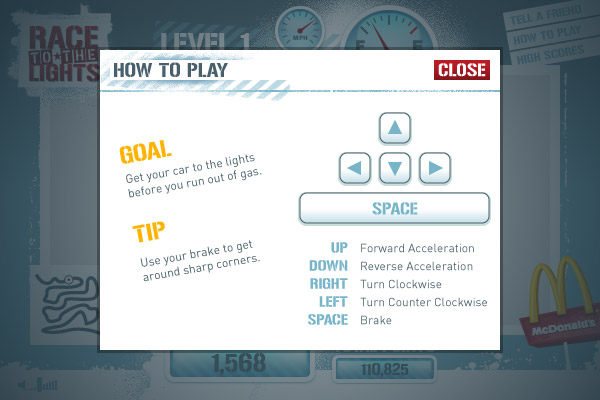 RACE
TO THE
LIGHTS
LEVEL 1
MPH
E
F
TELL A FRIEND
HOW TO PLAY
HIGH SCORES
HOW TO PLAY
CLOSE
GOAL
Get your car to the lights
before you run out of gas.
TIP
Use your brake to get
around sharp corners.
SPACE
UP Forward Acceleration
DOWN Reverse Acceleration
RIGHT Turn Clockwise
LEFT Turn Counter Clockwise
SPACE Brake
McDonald's
1,568
110,825